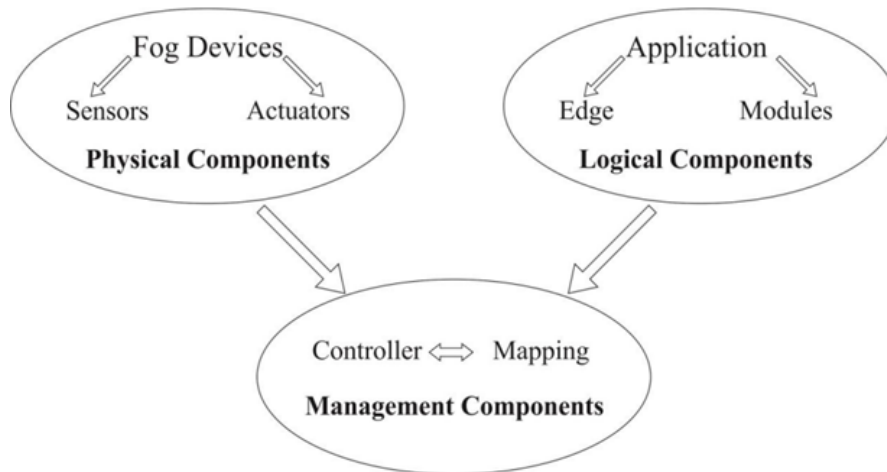 Fog Devices
Sensors Actuators
Physical Components
Application
Edge Modules
Logical Components
Controller Mapping
Management Components